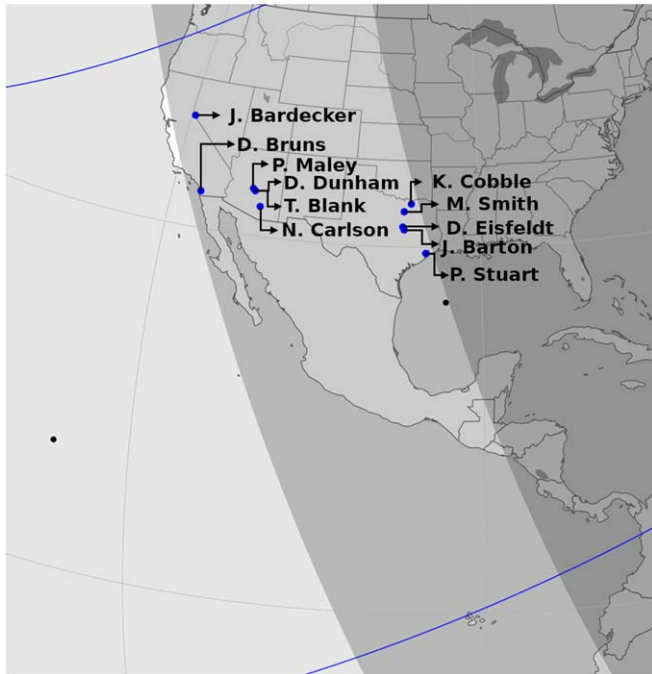 J. Bardecker
D. Bruns
P. Maley
D. Dunham
T. Blank
N. Carlson
K. Cobble
M. Smith
D. Eisfeldt
J. Barton
P. Stuart